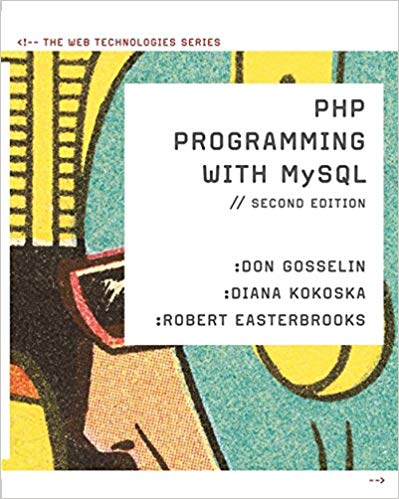 <!-- THE WEB TECHNOLOGIES SERIES
PHP
PROGRAMMING
WITH MySQL
// SECOND EDITION
:DON GOSSELIN
:DIANA KOKOSKA
:ROBERT EASTERBROOKS
-->